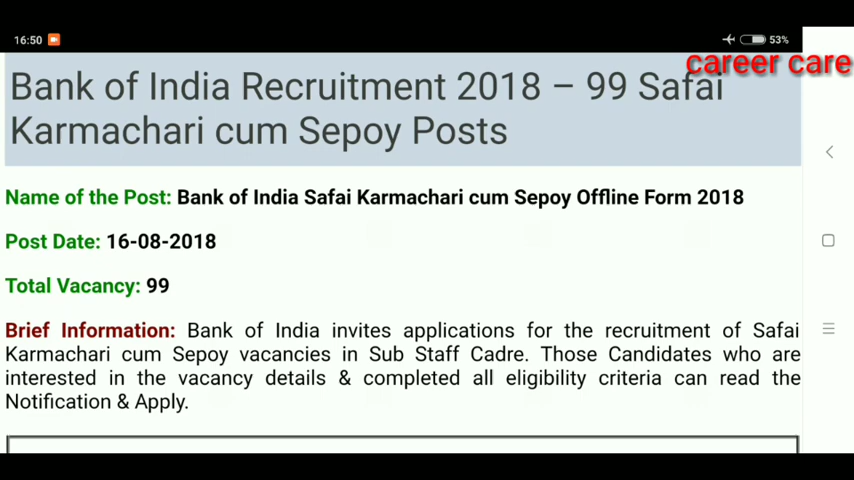 16:50
53%
career care
Bank of India Recruitment 2018 – 99 Safai
Karmachari cum Sepoy Posts
Name of the Post: Bank of India Safai Karmachari cum Sepoy Offline Form 2018
Post Date: 16-08-2018
Total Vacancy: 99
Brief Information: Bank of India invites applications for the recruitment of Safai
Karmachari cum Sepoy vacancies in Sub Staff Cadre. Those Candidates who are
interested in the vacancy details & completed all eligibility criteria can read the
Notification & Apply.